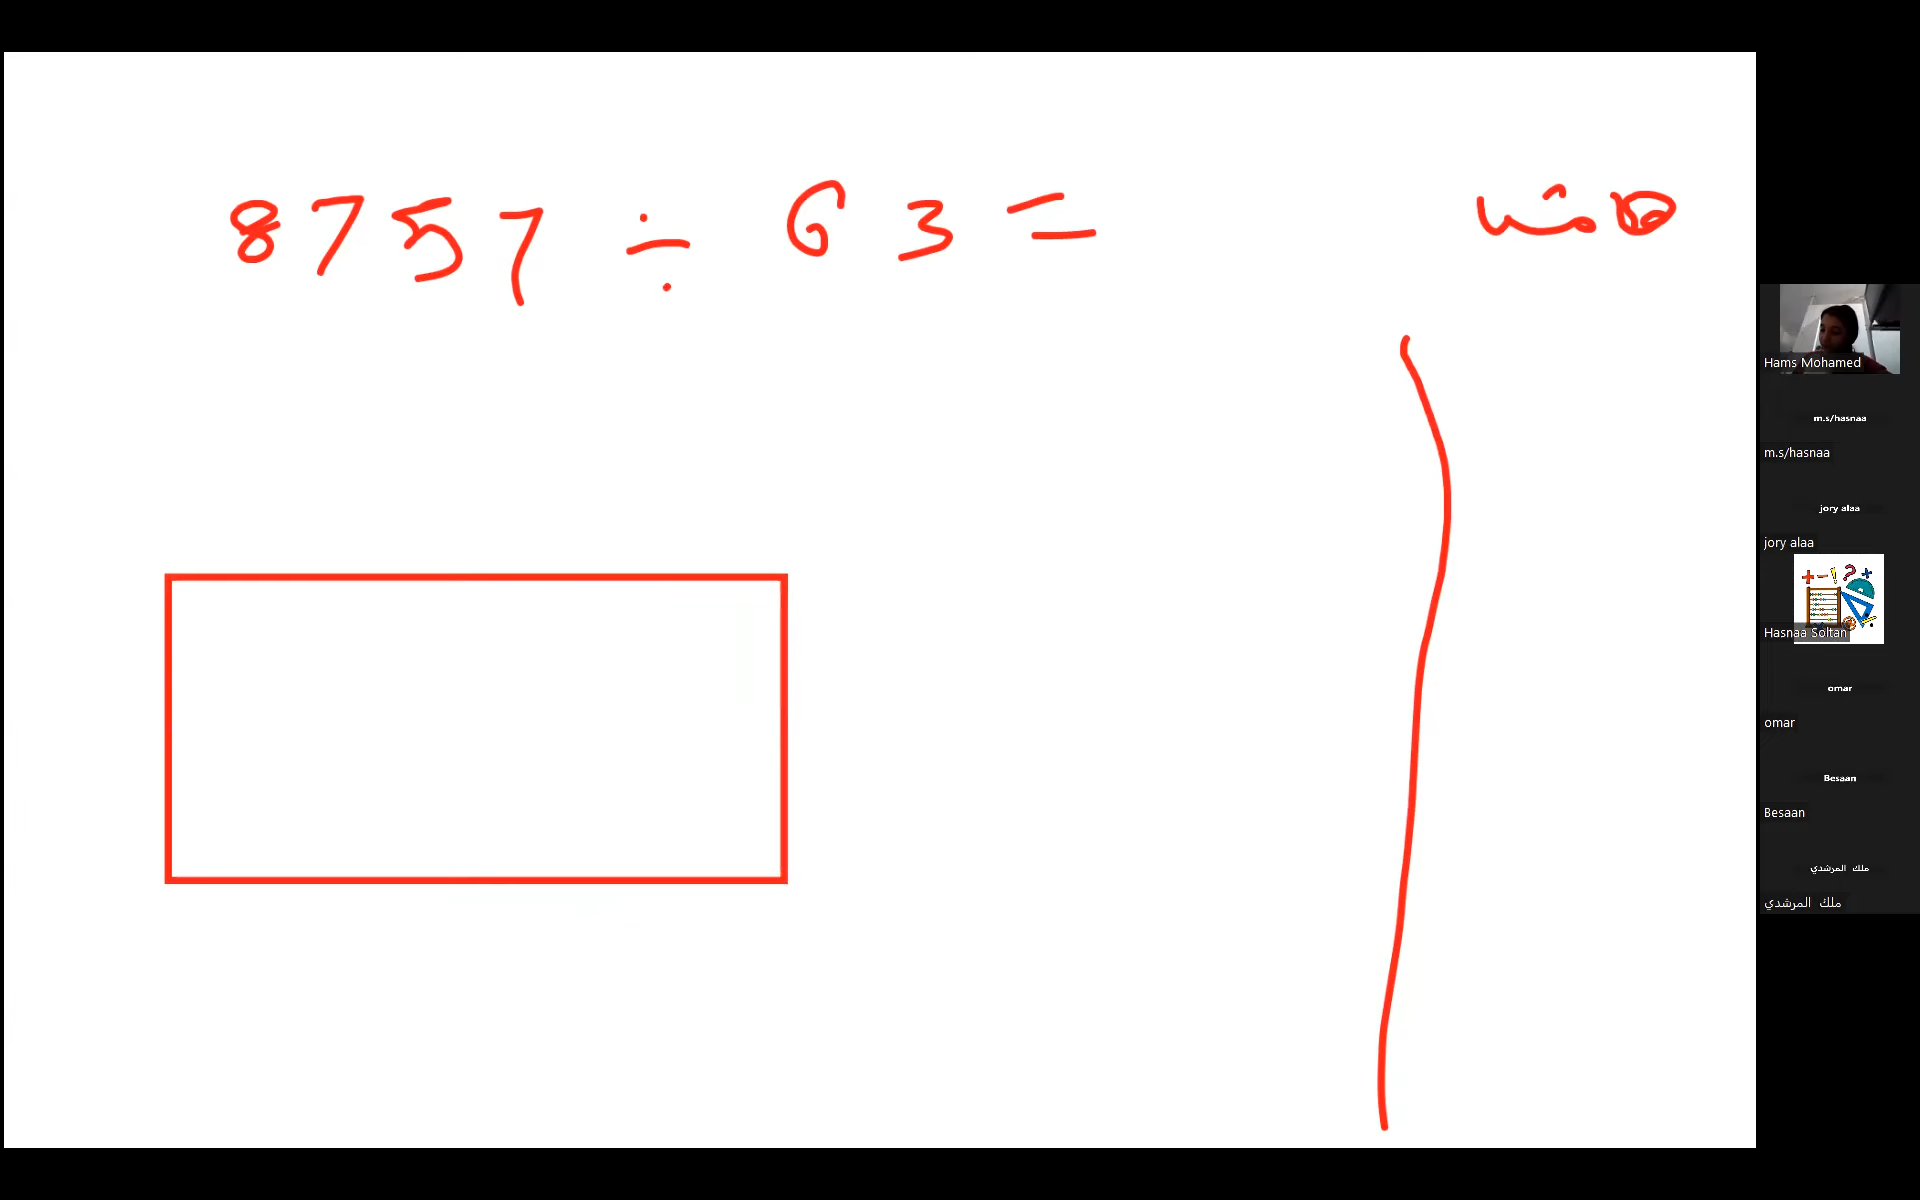 8757 ÷ 63 =
Hams Mohamed
m.s/hasnaa
m.s/hasnaa
jory alaa
jory alaa
Hasnaa Soltan
omar
omar
Besaan
Besaan
ملك المرشدي
ملك المرشدي